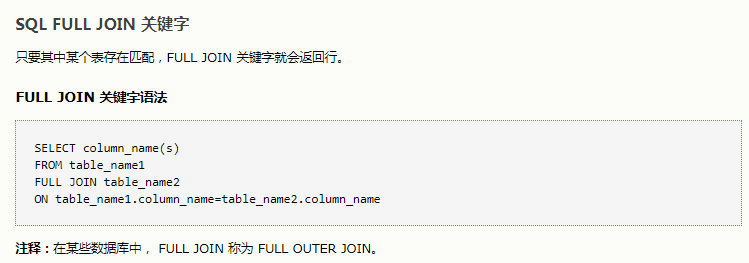 SQL FULL JOIN 关键字
只要其中某个表存在匹配，FULL JOIN 关键字就会返回行。
FULL JOIN 关键字语法
SELECT column_name(s)
FROM table_name1
FULL JOIN table_name2
ON table_name1.column_name=table_name2.column_name
注释：在某些数据库中， FULL JOIN 称为 FULL OUTER JOIN。